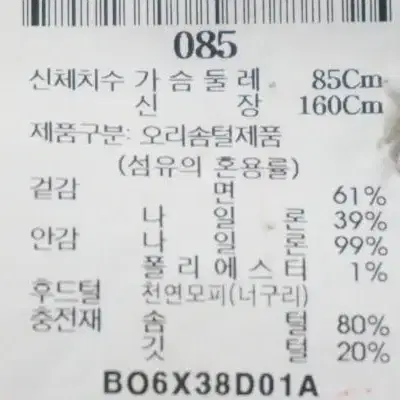 085
신체치수 가 슴 둘 레 85Cm
신 장 160Cm
제품구분: 오리솜털제품
(섬유의 혼용률)
겉감 면 61%
나 일 론 39%
안감 나 일 론 99%
폴 리 에 스 터 1%
후드털 천연모피(너구리)
충전재 솜 털 80%
깃 털 20%
BO6X38D01A